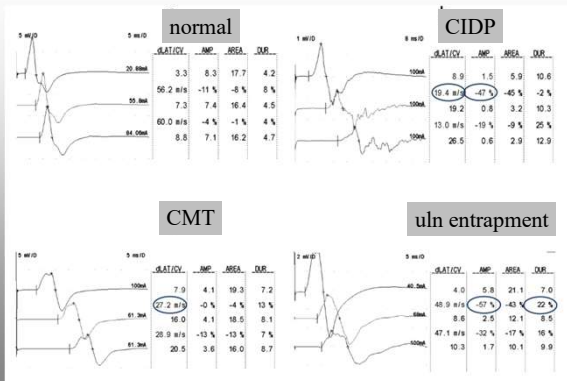 normal
5 mV/D 5 ms/D
dLAT/CV AMP AREA DUR
20.00mA 3.3 8.3 17.7 4.2
56.2 m/s -11 % -8 % 8 %
55.0mA 7.3 7.4 16.4 4.5
60.0 m/s -4 % -1 % 4 %
84.00mA 8.8 7.1 16.2 4.7
CIDP
1 mV/D 5 ms/D
dLAT/CV AMP AREA DUR
100mA 8.9 1.5 5.9 10.6
19.4 m/s -47 % -45 % -2 %
100mA 19.2 0.8 3.2 10.3
13.0 m/s -19 % -9 % 25 %
100mA 26.5 0.6 2.9 12.9
CMT
5 mV/D 5 ms/D
dLAT/CV AMP AREA DUR
100mA 7.9 4.1 19.3 7.2
27.2 m/s -0 % -4 % 13 %
61.3mA 16.0 4.1 18.5 8.1
28.9 m/s -13 % -13 % 7 %
61.3mA 20.5 3.6 16.0 8.7
uln entrapment
2 mV/D 5 ms/D
dLAT/CV AMP AREA DUR
40.5mA 4.0 5.8 21.1 7.0
48.9 m/s -57 % -43 % 22 %
8.6 2.5 12.1 8.5
47.1 m/s -32 % -17 % 16 %
100mA 10.3 1.7 10.1 9.9